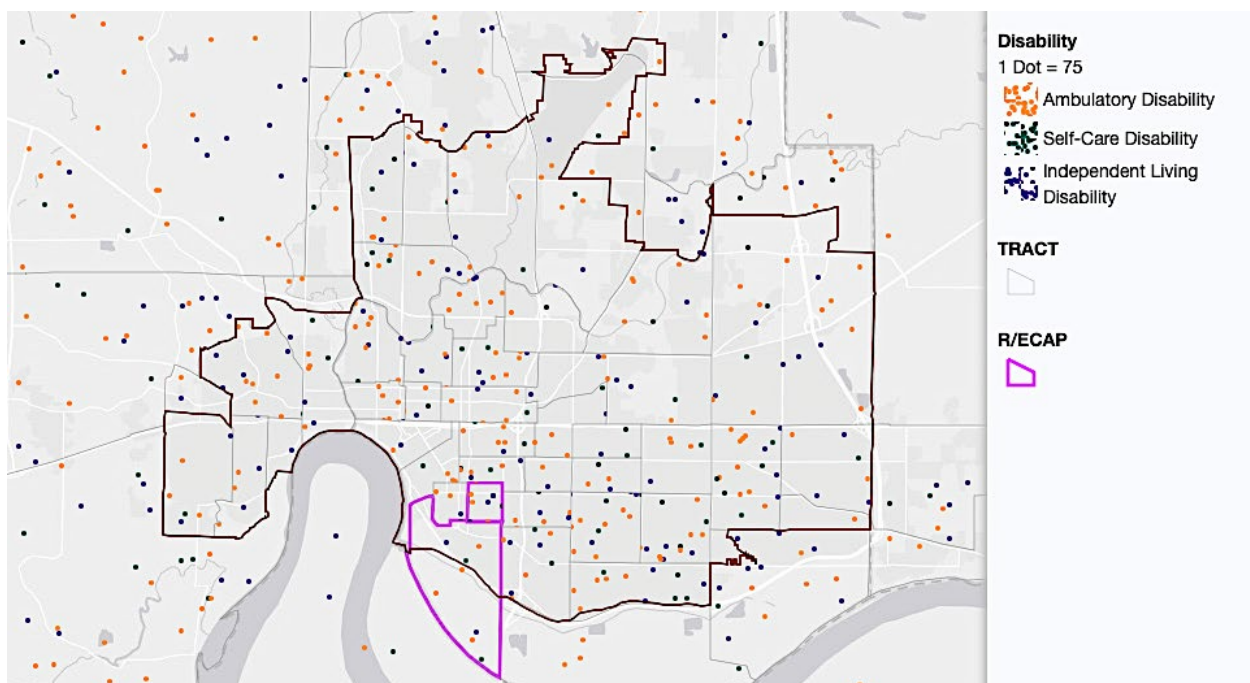 Disability
1 Dot = 75
Ambulatory Disability
Self-Care Disability
Independent Living
Disability
TRACT
R/ECAP